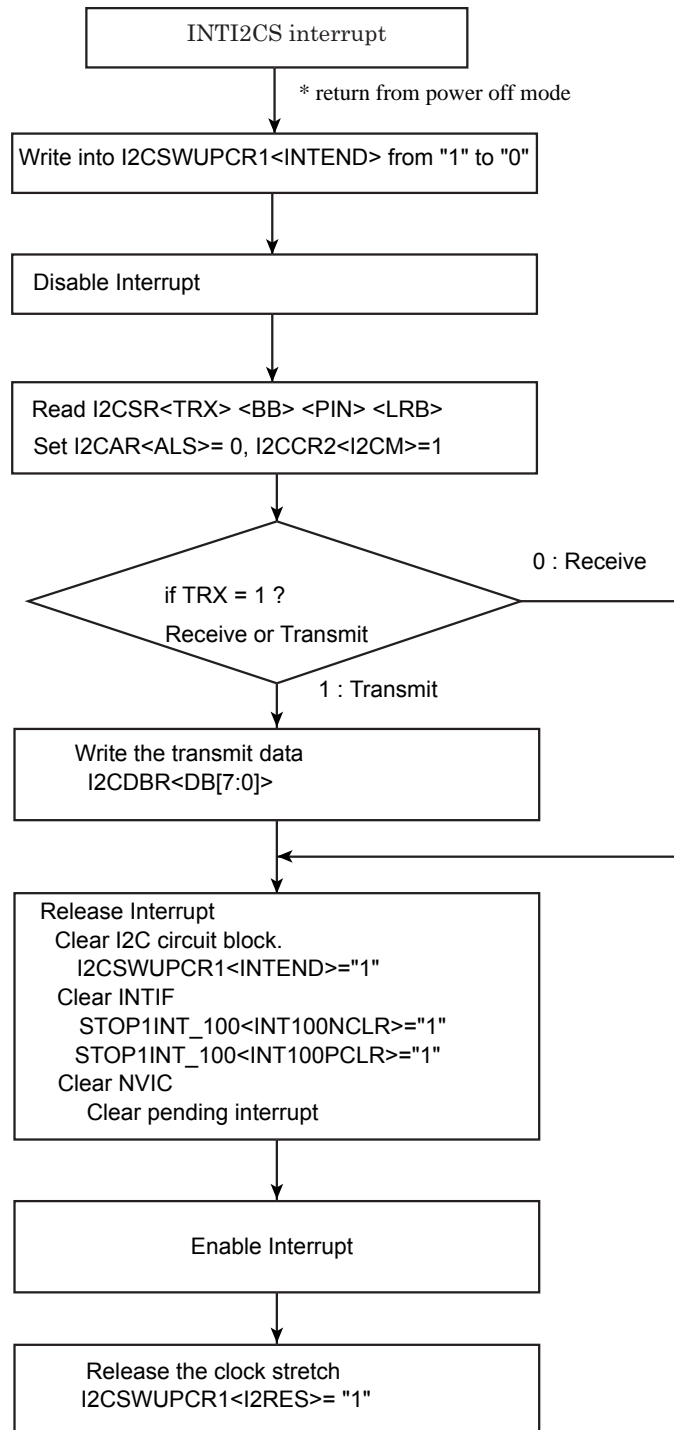 INTI2CS interrupt
* return from power off mode
Write into I2CSWUPCR1<INTEND> from "1" to "0"
Disable Interrupt
Read I2CSR<TRX> <BB> <PIN> <LRB>
Set I2CAR<ALS>= 0, I2CCR2<I2CM>=1
0 : Receive
if TRX = 1 ?
Receive or Transmit
1 : Transmit
Write the transmit data
I2CDBR<DB[7:0]>
Release Interrupt
Clear I2C circuit block.
I2CSWUPCR1<INTEND>="1"
Clear INTIF
STOP1INT_100<INT100NCLR>="1"
STOP1INT_100<INT100PCLR>="1"
Clear NVIC
Clear pending interrupt
Enable Interrupt
Release the clock stretch
I2CSWUPCR1<I2RES>= "1"